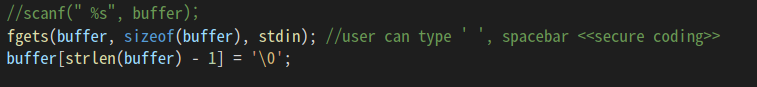 //scanf(" %s", buffer);
fgets(buffer, sizeof(buffer), stdin); //user can type ' ', spacebar <<secure coding>>
buffer[strlen(buffer) - 1] = '\0';